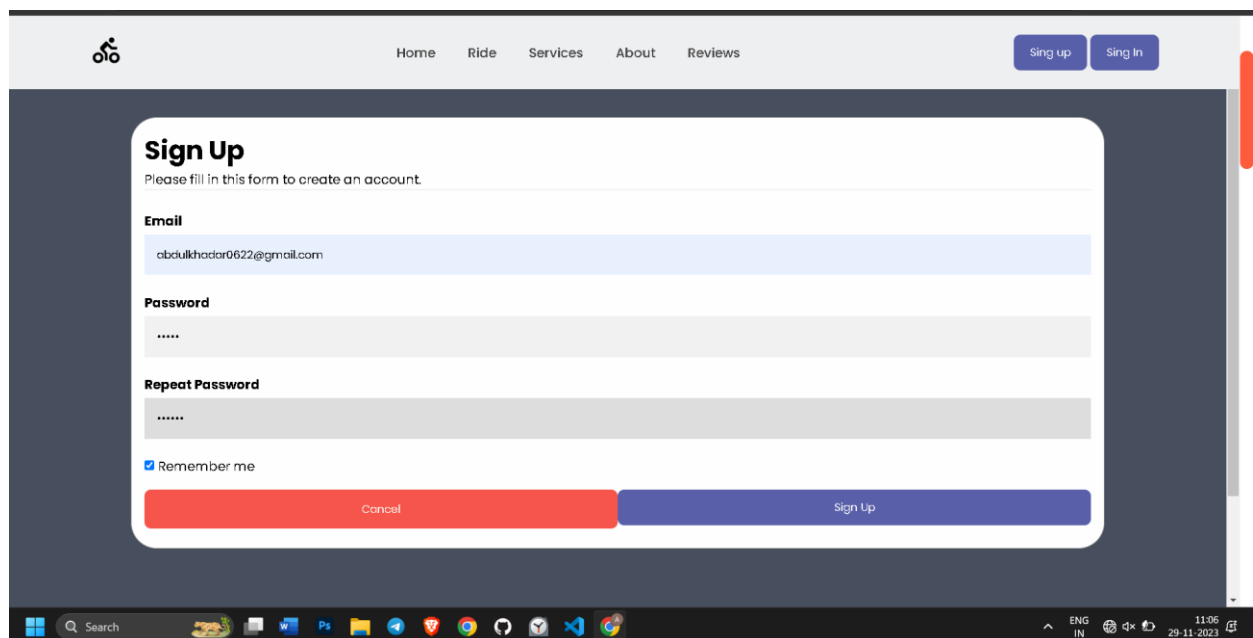 Home Ride Services About Reviews Sing up Sing In
Sign Up
Please fill in this form to create an account.
Email
abdulkhadar0622@gmail.com
Password
•••••
Repeat Password
••••••
Remember me
Cancel Sign Up
Search W Ps ENG 11:06
IN 29-11-2023